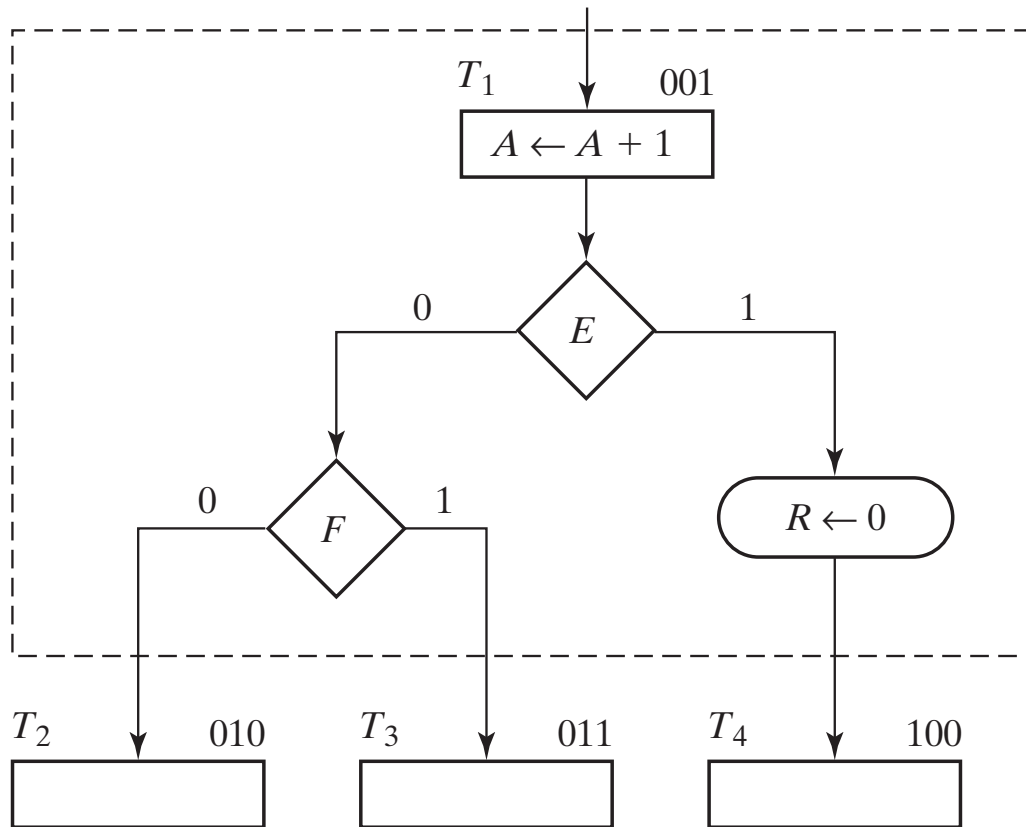 T₁ 001
A ← A + 1
0 E 1
0 F 1
R ← 0
T₂ 010 T₃ 011 T₄ 100